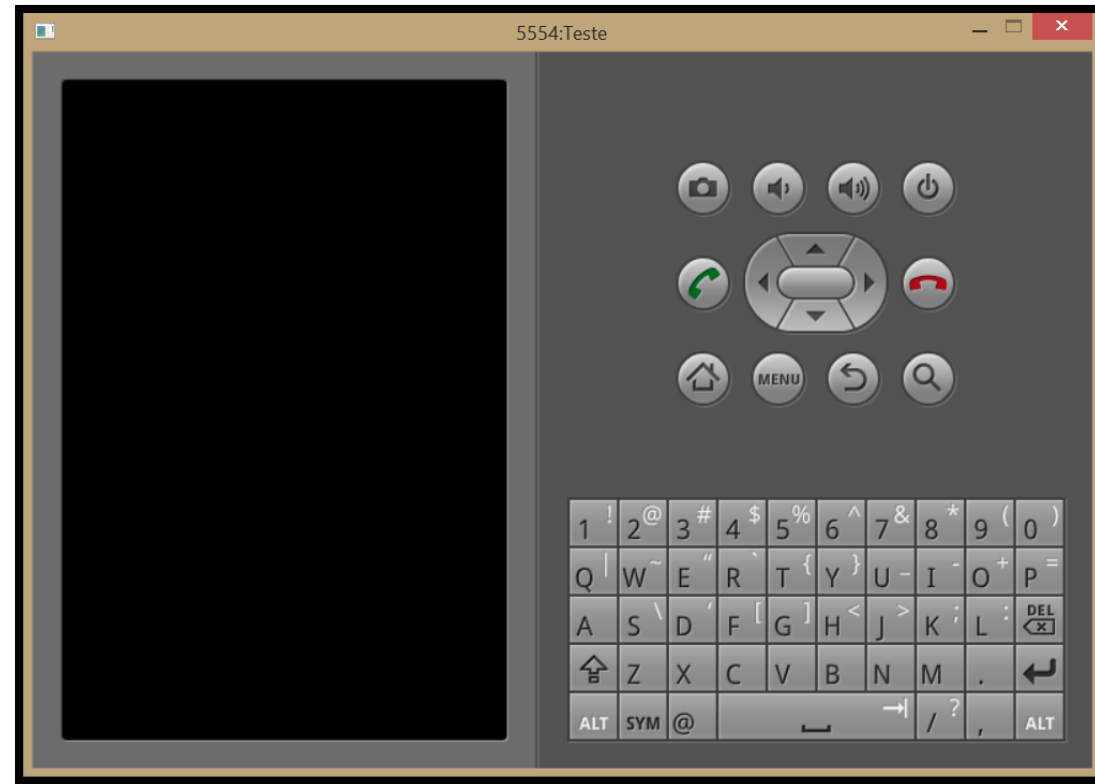 5554:Teste
MENU
1 ! 2 @ 3 # 4 $ 5 % 6 ^ 7 & 8 * 9 ( 0 )
Q | W ~ E “ R ` T { Y } U _ I - O + P =
A S \ D ‘ F [ G ] H < J > K ; L : DEL
Z X C V B N M .
ALT SYM @ / ? , ALT